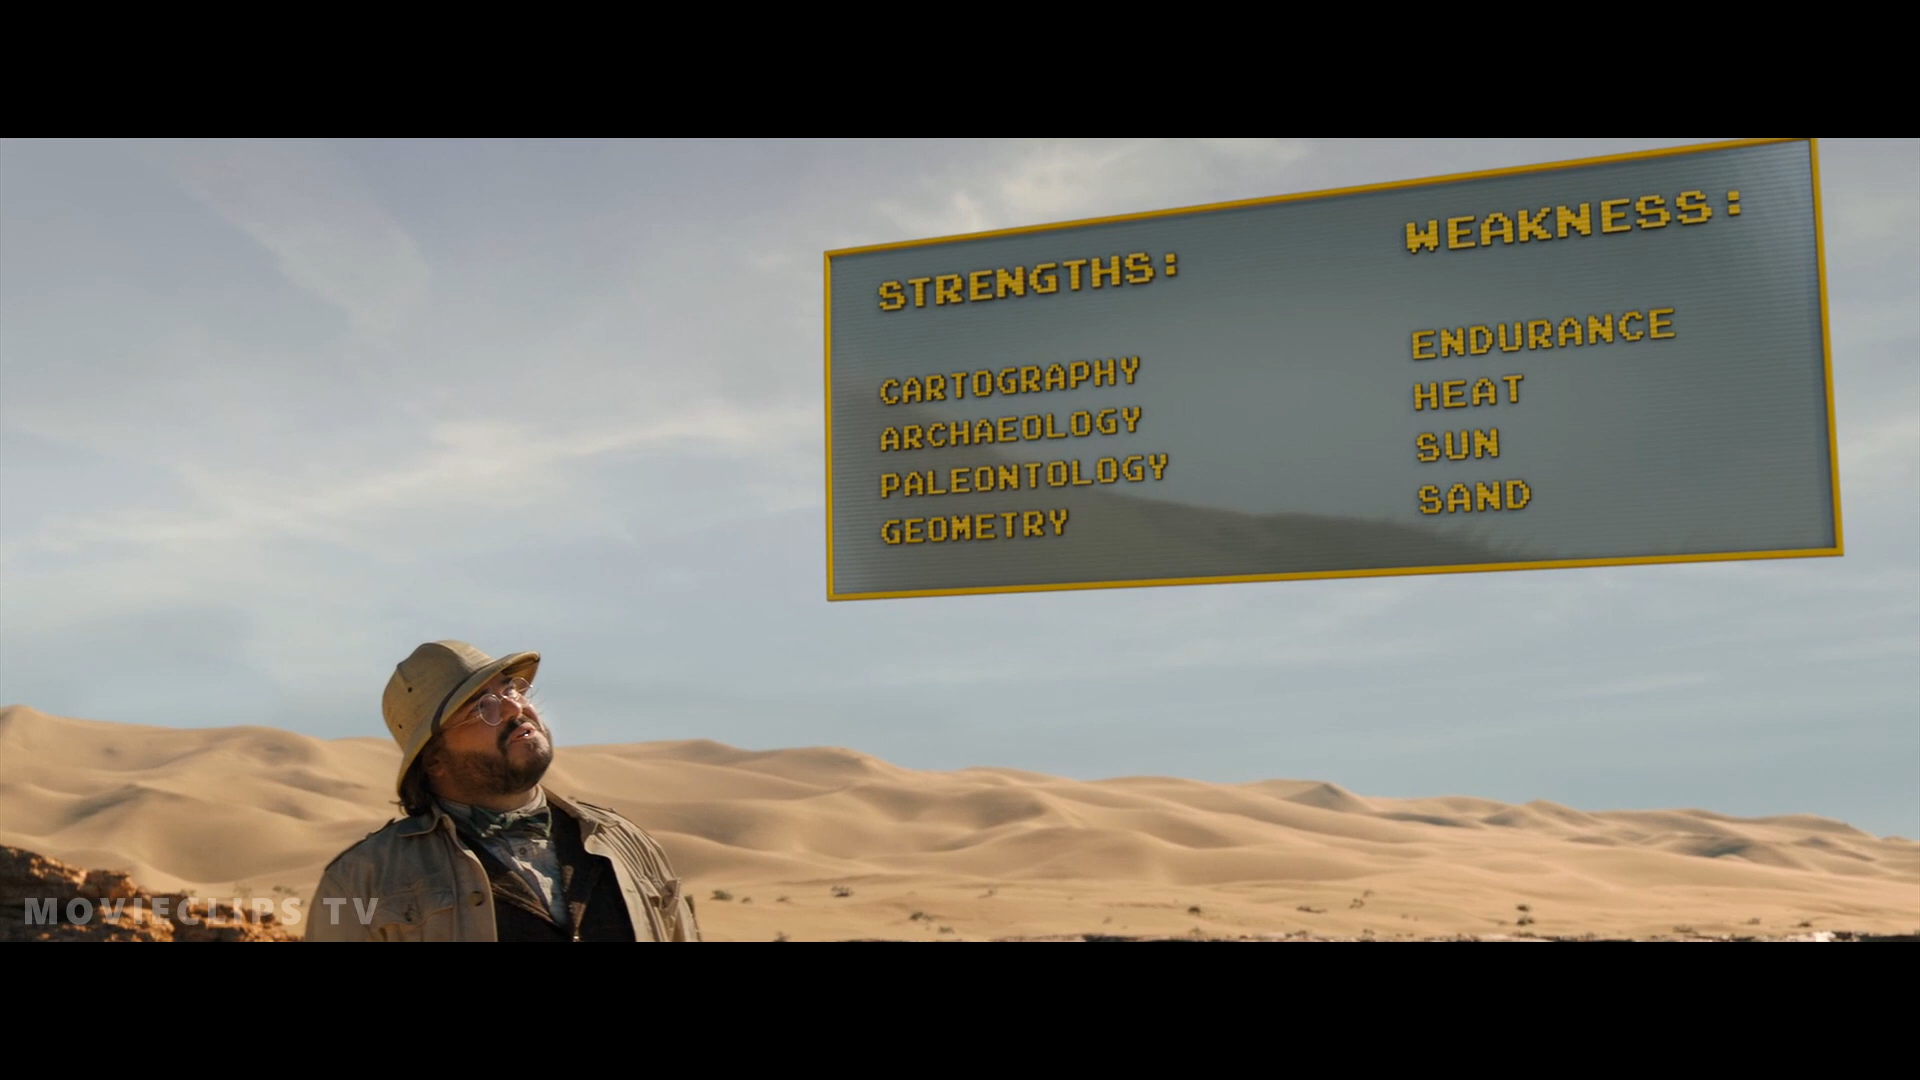 STRENGTHS:
CARTOGRAPHY
ARCHAEOLOGY
PALEONTOLOGY
GEOMETRY
WEAKNESS:
ENDURANCE
HEAT
SUN
SAND
MOVIECLIPS TV